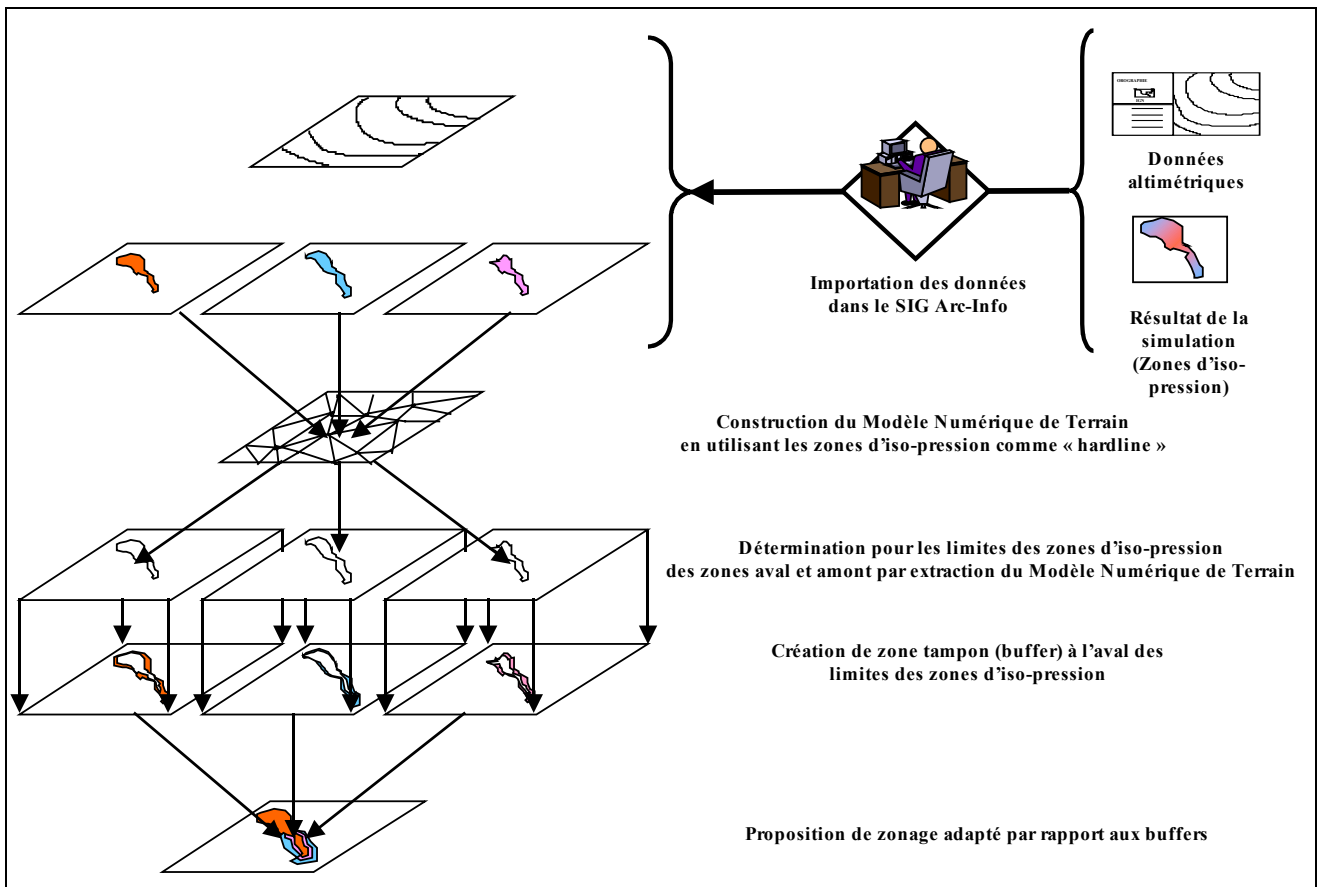 OROGRAPHIE
IGN
Données
altimétriques
Importation des données
dans le SIG Arc-Info
Résultat de la
simulation
(Zones d'iso-
pression)
Construction du Modèle Numérique de Terrain
en utilisant les zones d'iso-pression comme « hardline »
Détermination pour les limites des zones d'iso-pression
des zones aval et amont par extraction du Modèle Numérique de Terrain
Création de zone tampon (buffer) à l'aval des
limites des zones d'iso-pression
Proposition de zonage adapté par rapport aux buffers